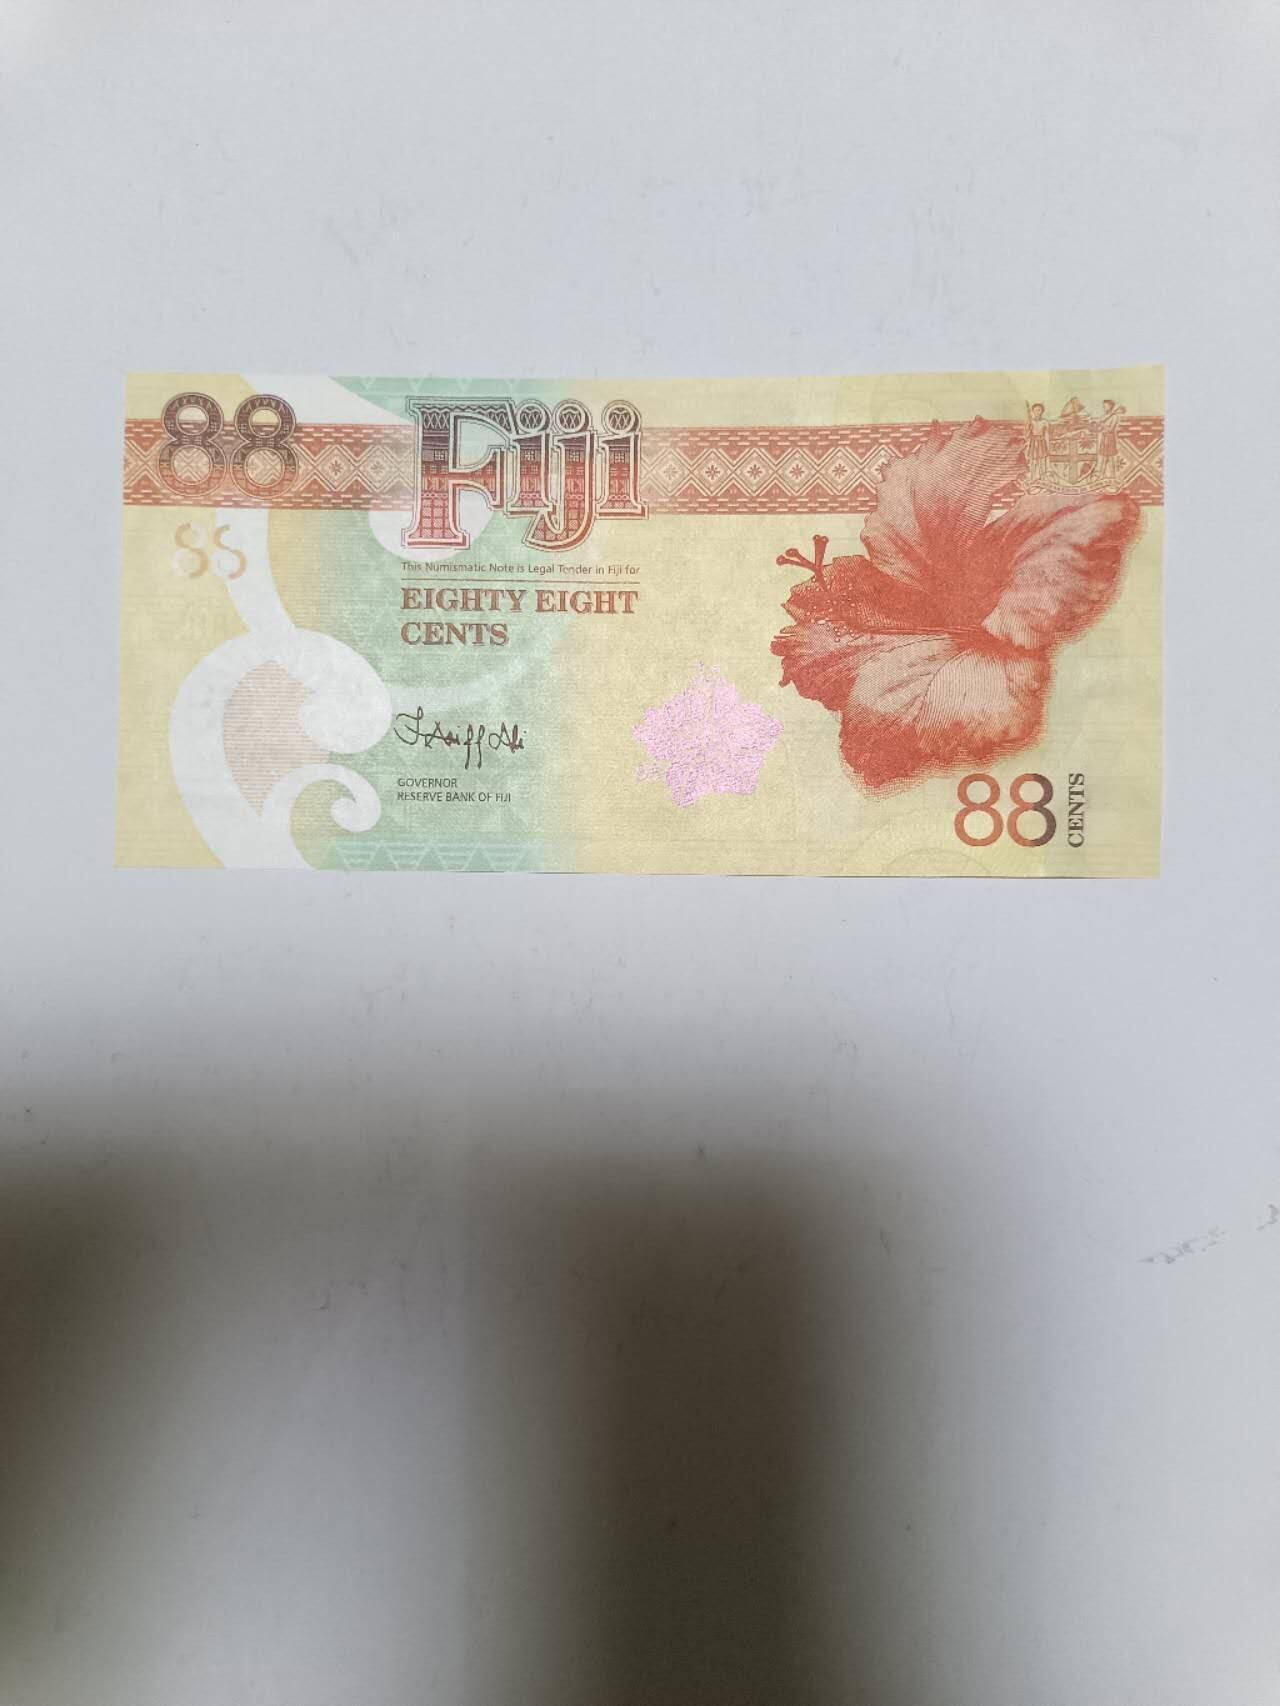 88
Fiji
88
This Numismatic Note is Legal Tender in Fiji for
EIGHTY EIGHT
CENTS
GOVERNOR
RESERVE BANK OF FIJI
88 CENTS